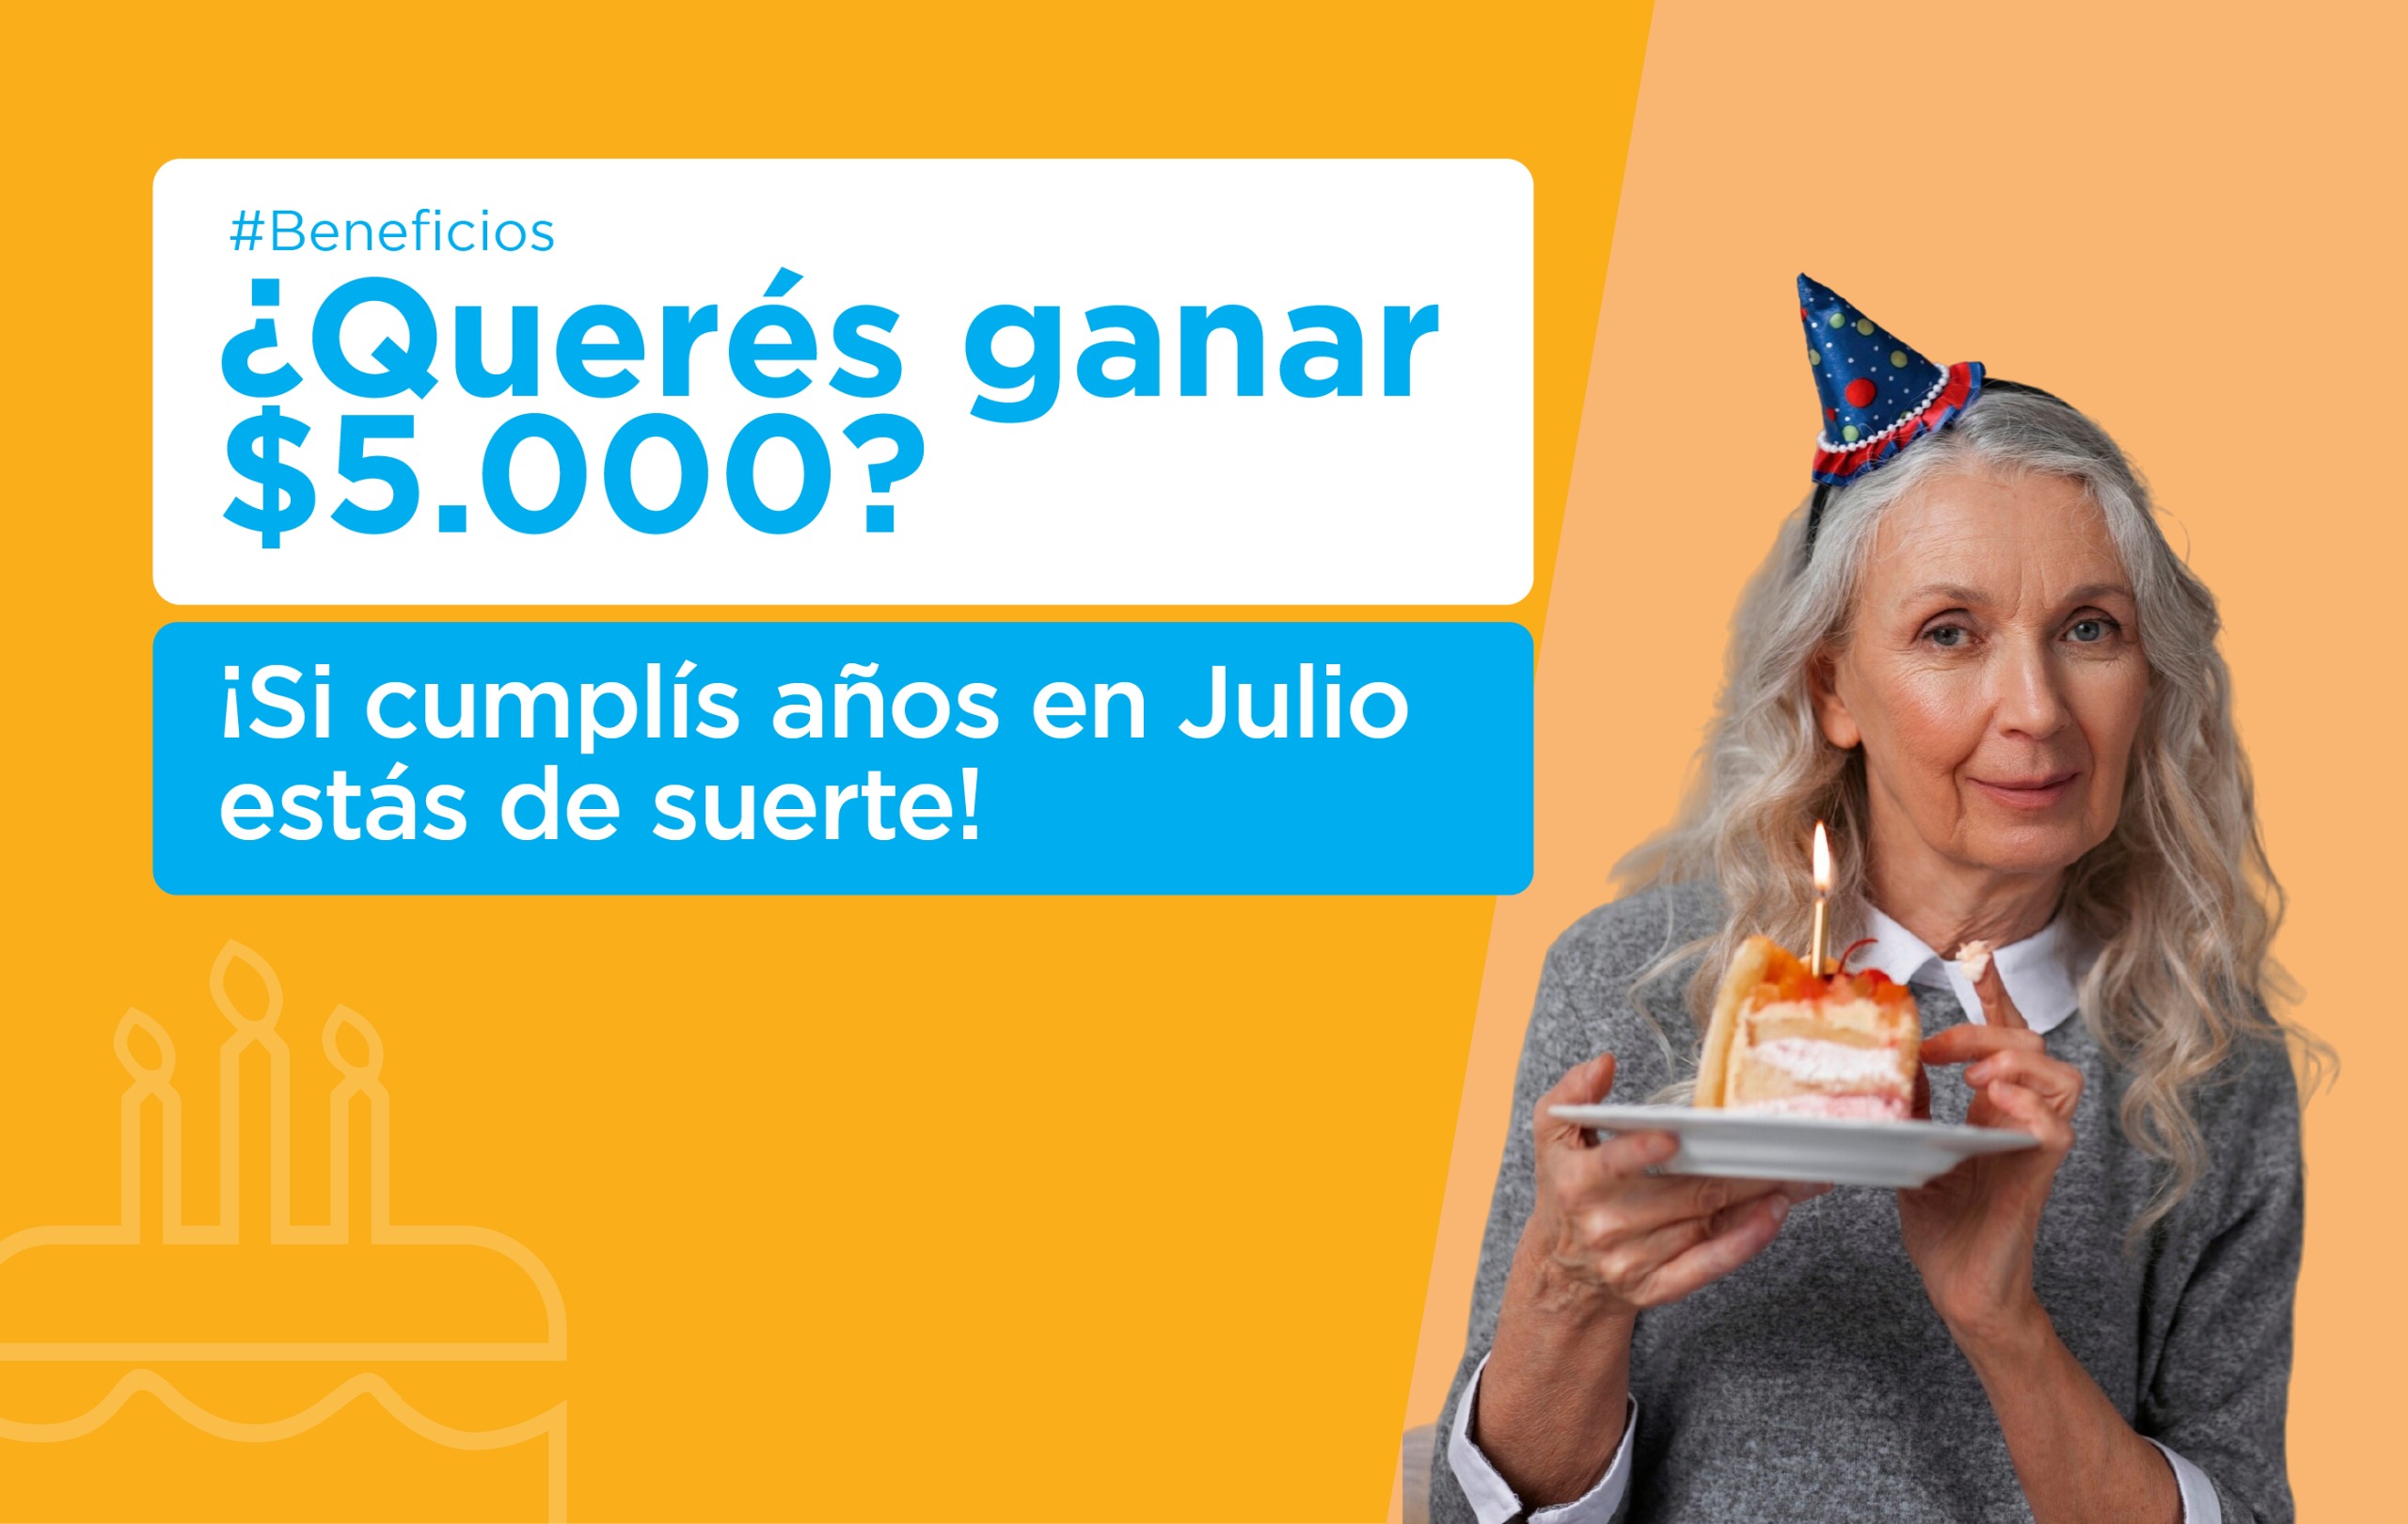 #Beneficios
¿Querés ganar
$5.000?
¡Si cumplís años en Julio
estás de suerte!